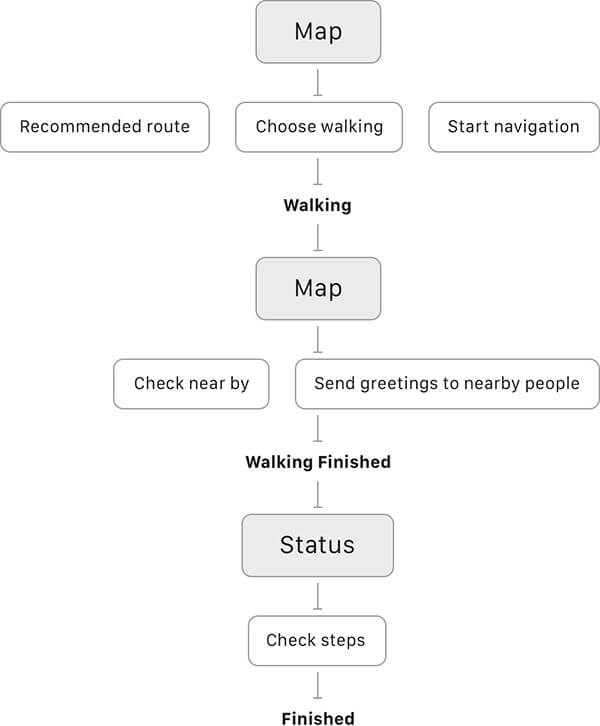 Map
Recommended route
Choose walking
Start navigation
Walking
Map
Check near by
Send greetings to nearby people
Walking Finished
Status
Check steps
Finished